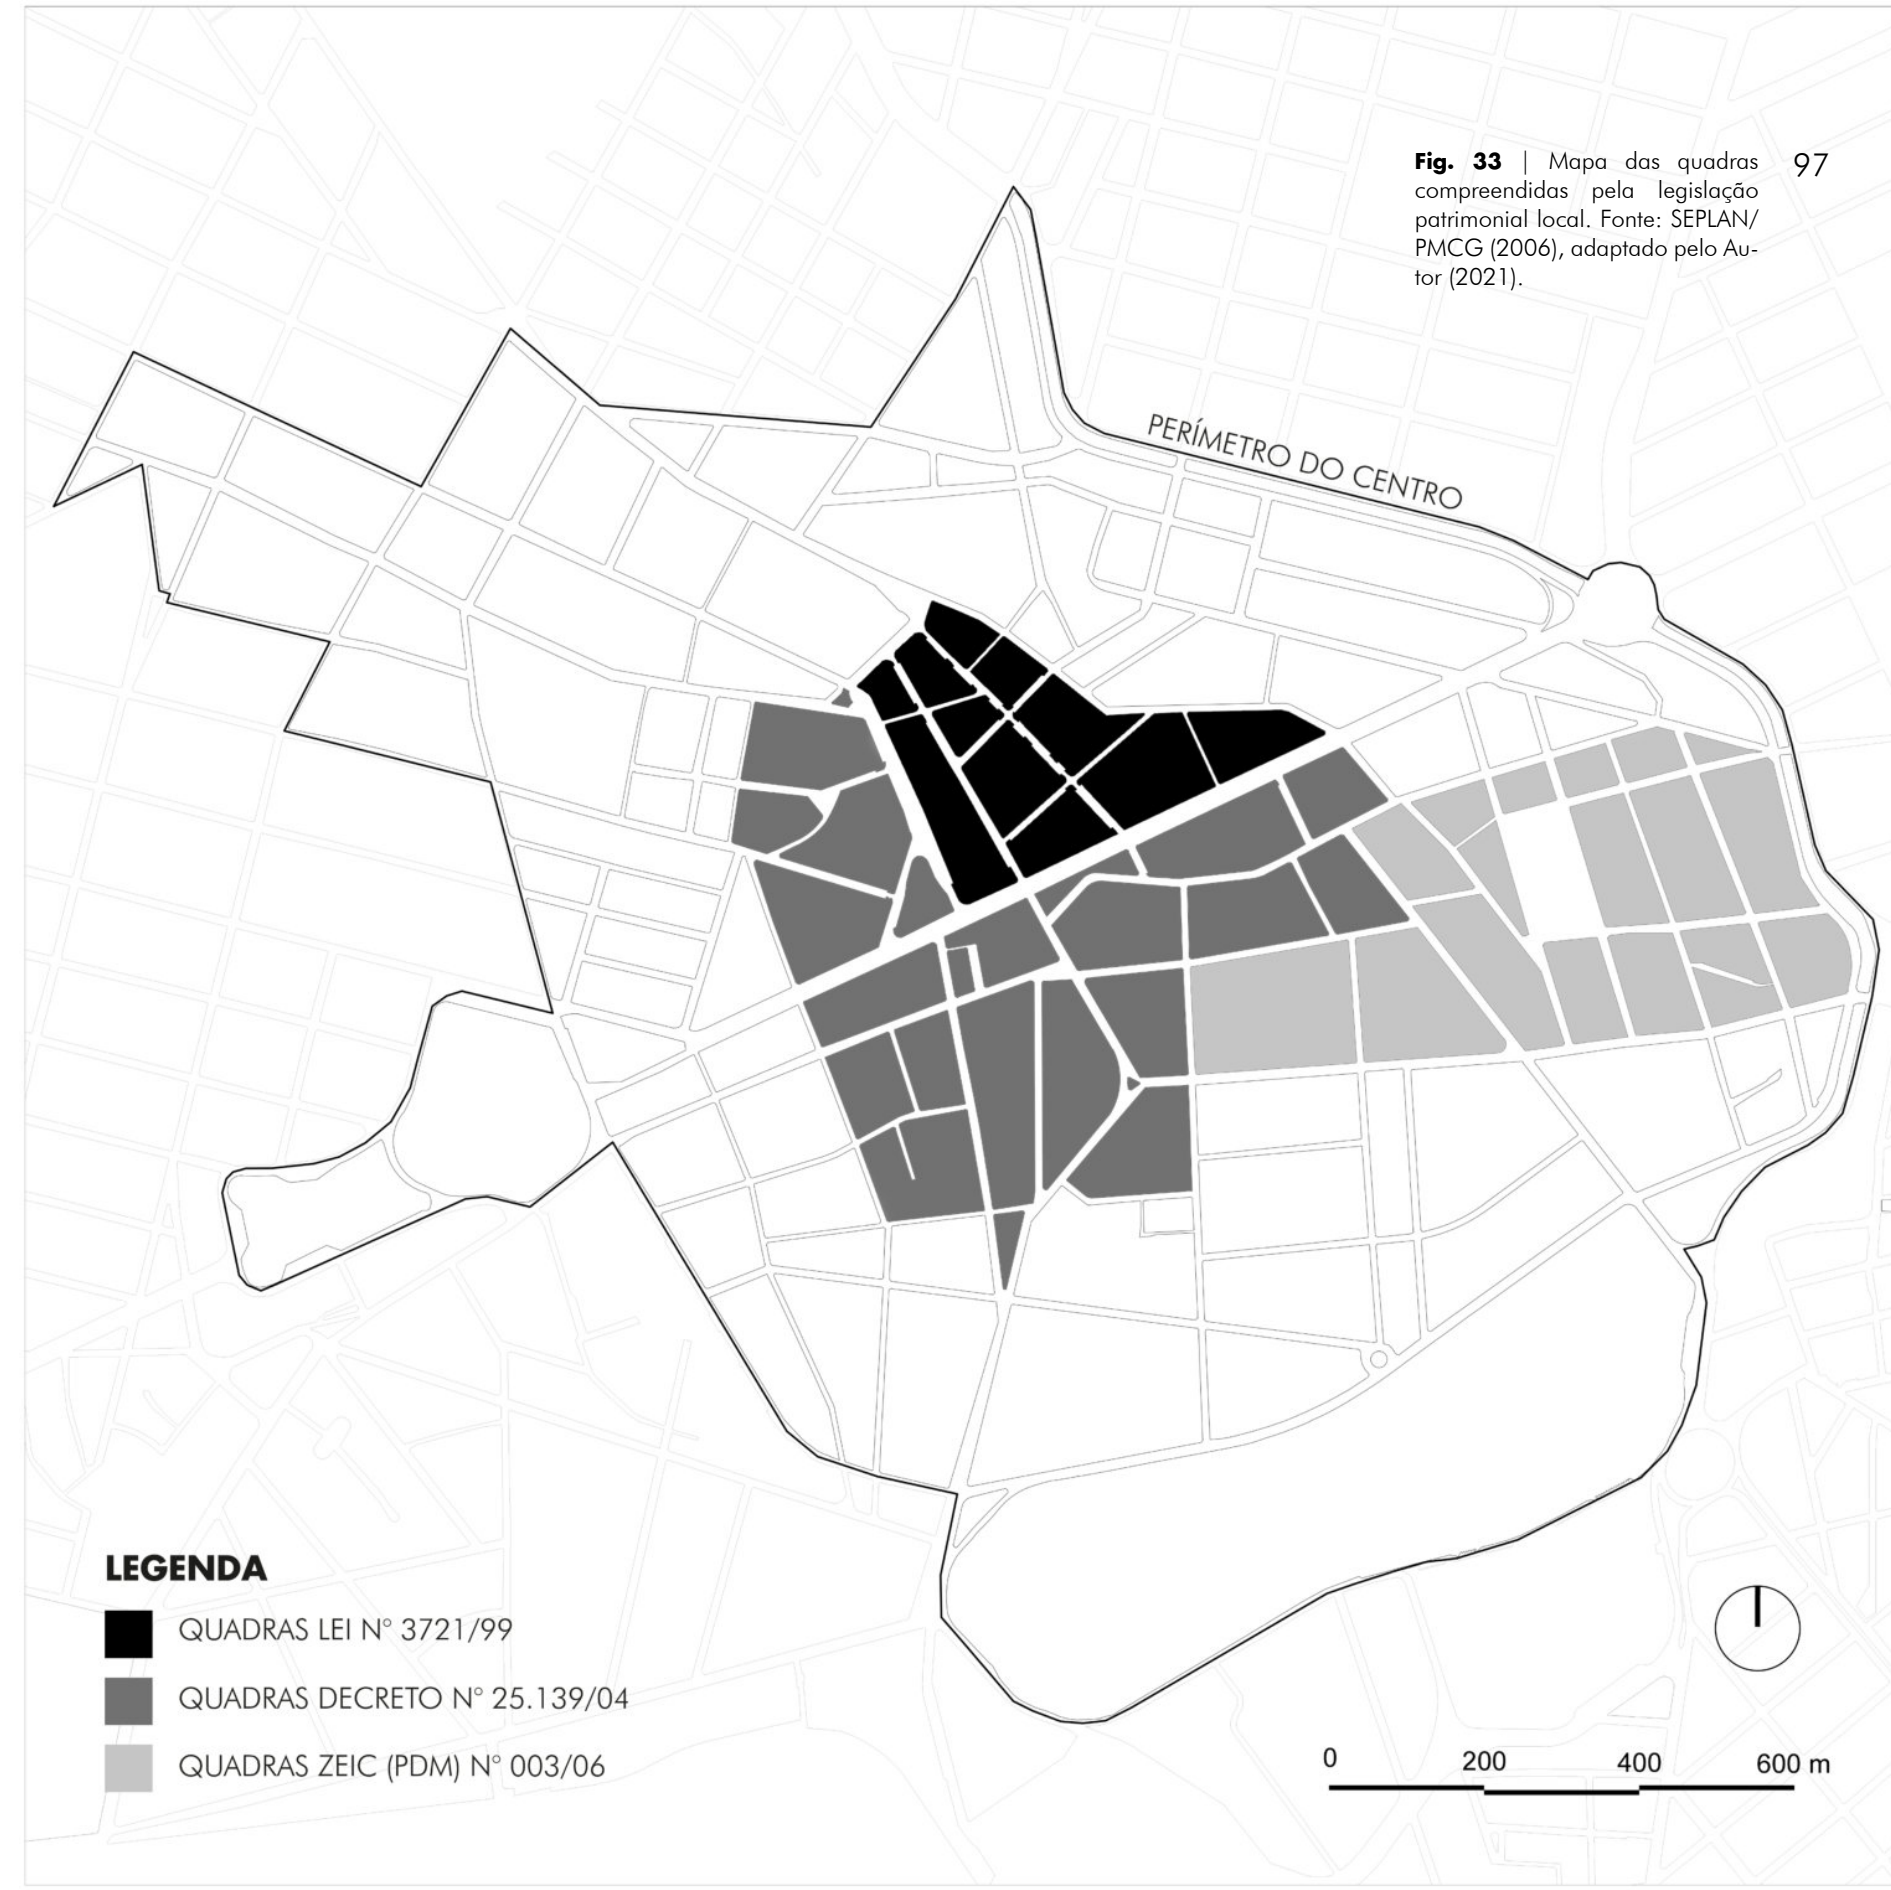 Fig. 33 | Mapa das quadras
compreendidas pela legislação
patrimonial local. Fonte: SEPLAN/
PMCG (2006), adaptado pelo Au-
tor (2021).
97
PERÍMETRO DO CENTRO
LEGENDA
QUADRAS LEI N° 3721/99
QUADRAS DECRETO N° 25.139/04
QUADRAS ZEIC (PDM) N° 003/06
0 200 400 600 m